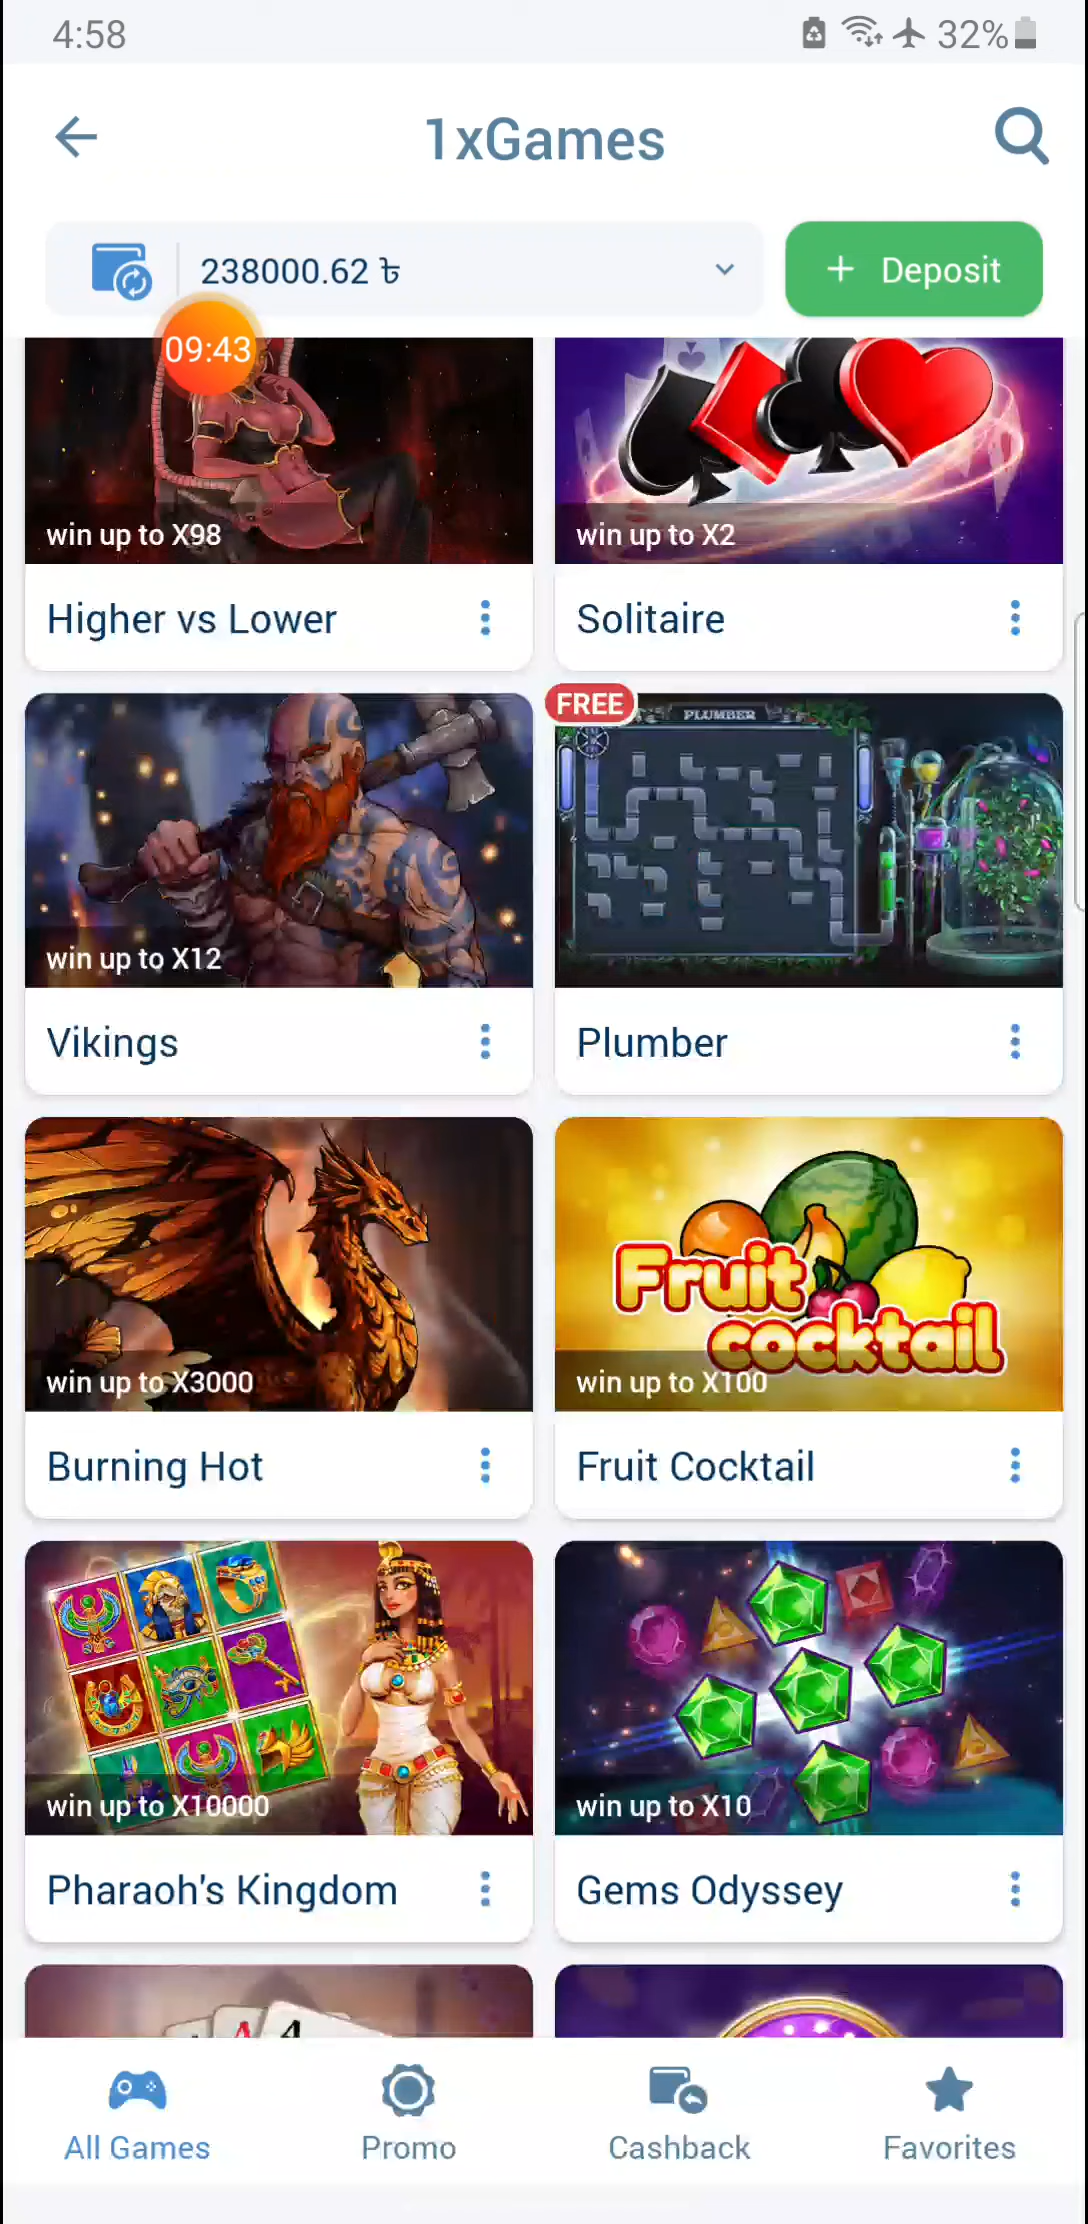 4:58
32%
1xGames
238000.62 ৳
+ Deposit
09:43
win up to X98
win up to X2
Higher vs Lower
Solitaire
FREE
PLUMBER
win up to X12
Vikings
Plumber
Fruit
cocktail
win up to X3000
win up to X100
Burning Hot
Fruit Cocktail
win up to X10000
win up to X10
Pharaoh's Kingdom
Gems Odyssey
A 4
All Games
Promo
Cashback
Favorites